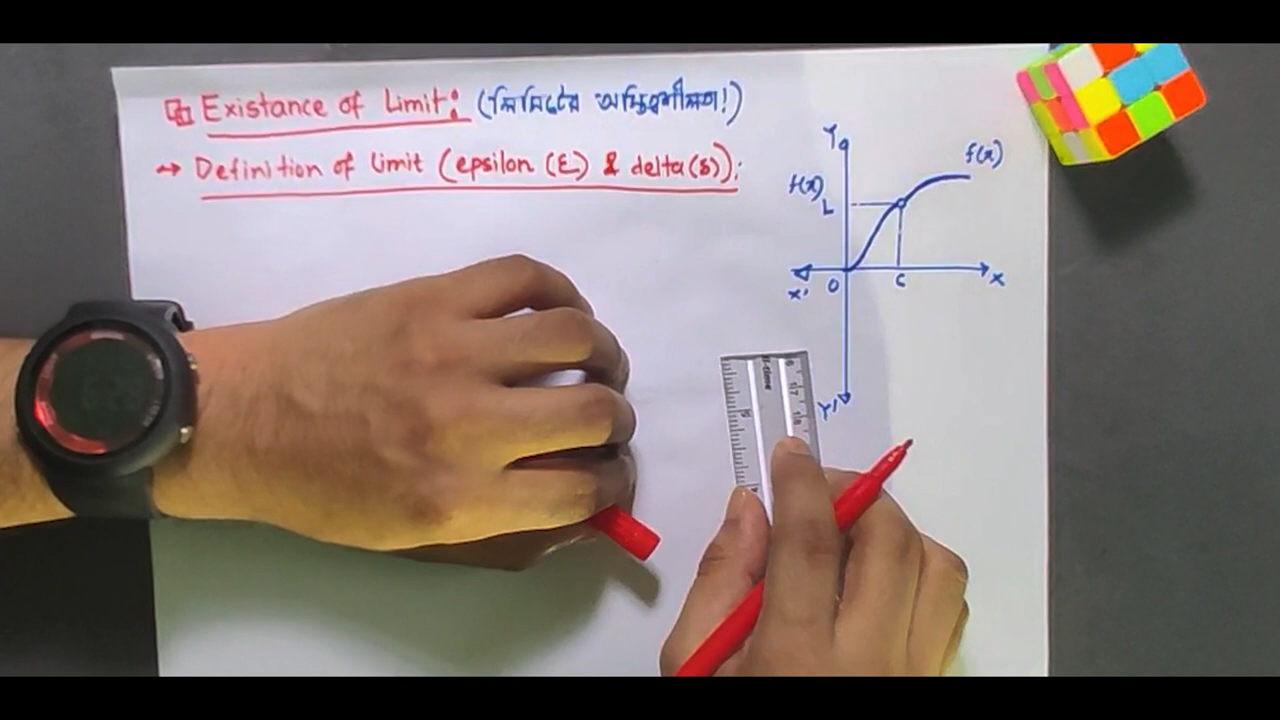 Existance of Limit: (লিমিটের অস্তিত্বশীলতা!)
→ Definition of limit (epsilon (ε) & delta(δ)):
Y
f(x)
f(x)
L
X'
O
C
X
Y'